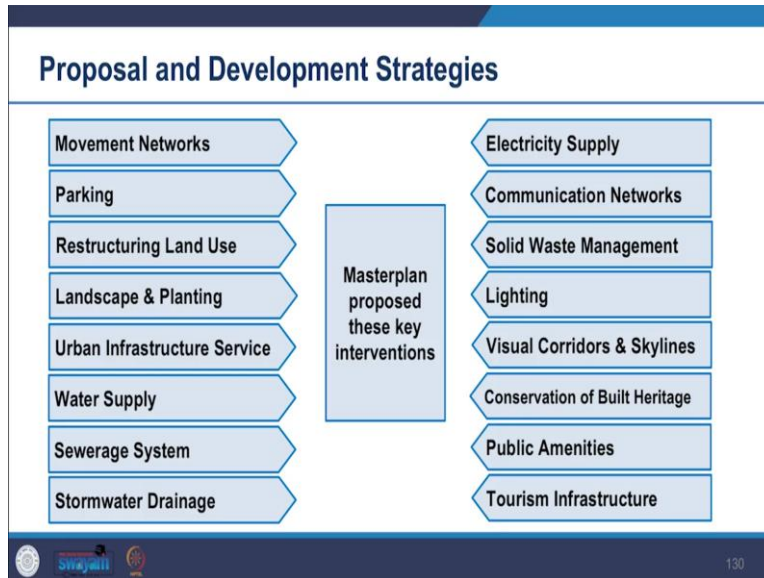 Proposal and Development Strategies
Movement Networks
Parking
Restructuring Land Use
Landscape & Planting
Urban Infrastructure Service
Water Supply
Sewerage System
Stormwater Drainage
Masterplan
proposed
these key
interventions
Electricity Supply
Communication Networks
Solid Waste Management
Lighting
Visual Corridors & Skylines
Conservation of Built Heritage
Public Amenities
Tourism Infrastructure
swayam
130